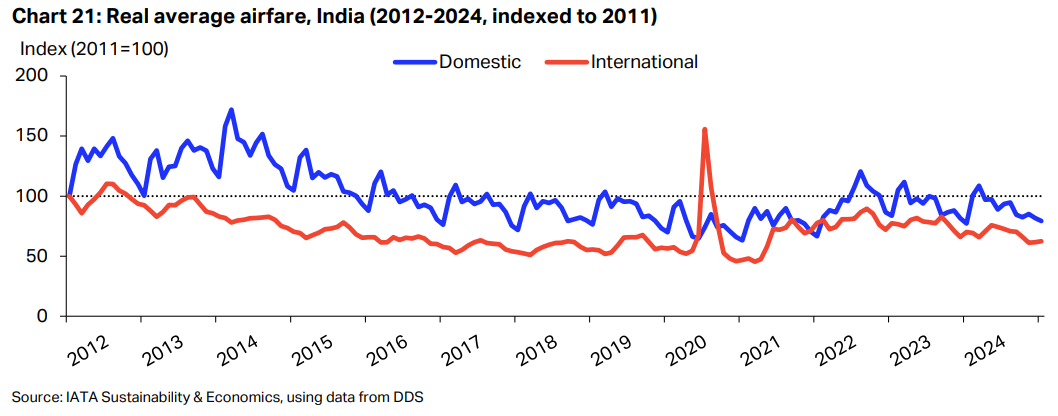 Chart 21: Real average airfare, India (2012-2024, indexed to 2011)
Index (2011=100)
Domestic International
200
150
100
50
0
2012 2013 2014 2015 2016 2017 2018 2019 2020 2021 2022 2023 2024
Source: IATA Sustainability & Economics, using data from DDS